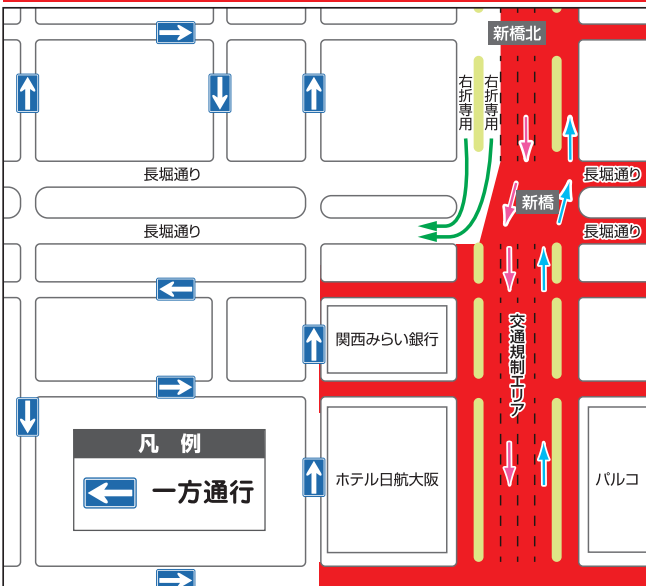 新橋北
右折専用
右折専用
長堀通り
長堀通り
新橋
長堀通り
長堀通り
関西みらい銀行
交通規制エリア
凡 例
一方通行
ホテル日航大阪
パルコ